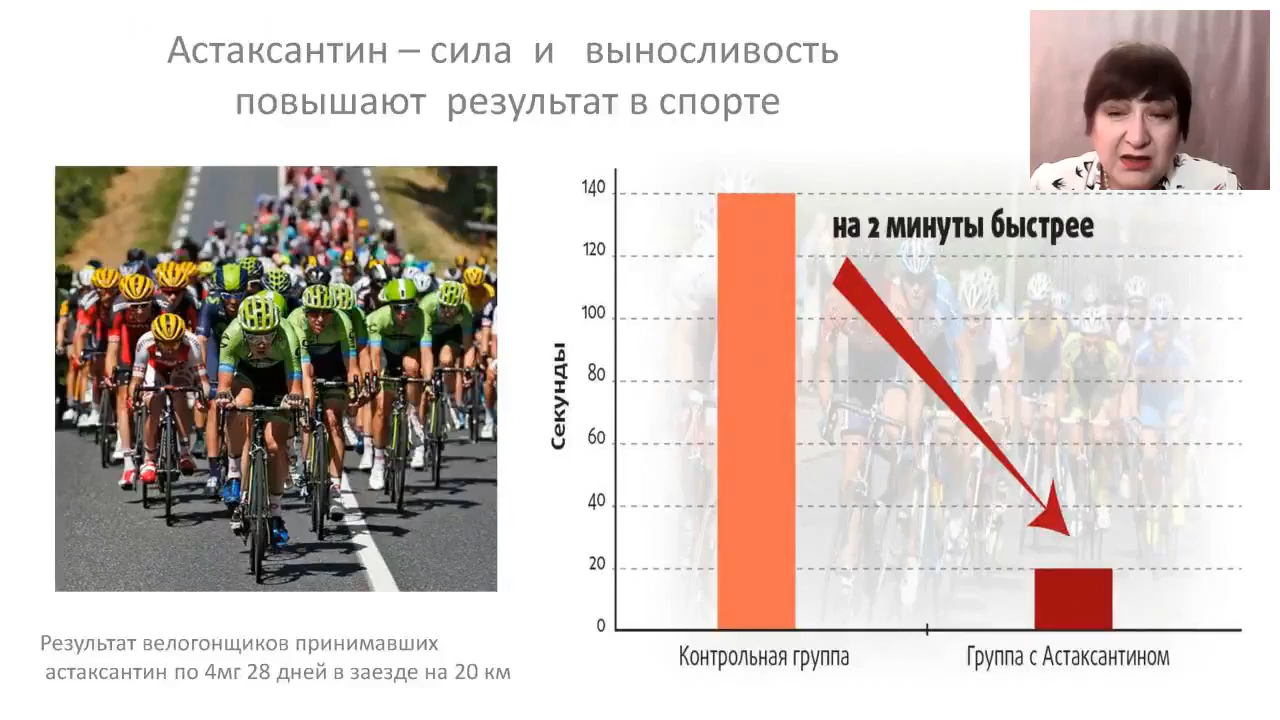 Астаксантин – сила и выносливость
повышают результат в спорте
на 2 минуты быстрее
Секунды
140
120
100
80
60
40
20
0
Контрольная группа
Группа с Астаксантином
Результат велогонщиков принимавших
астаксантин по 4мг 28 дней в заезде на 20 км